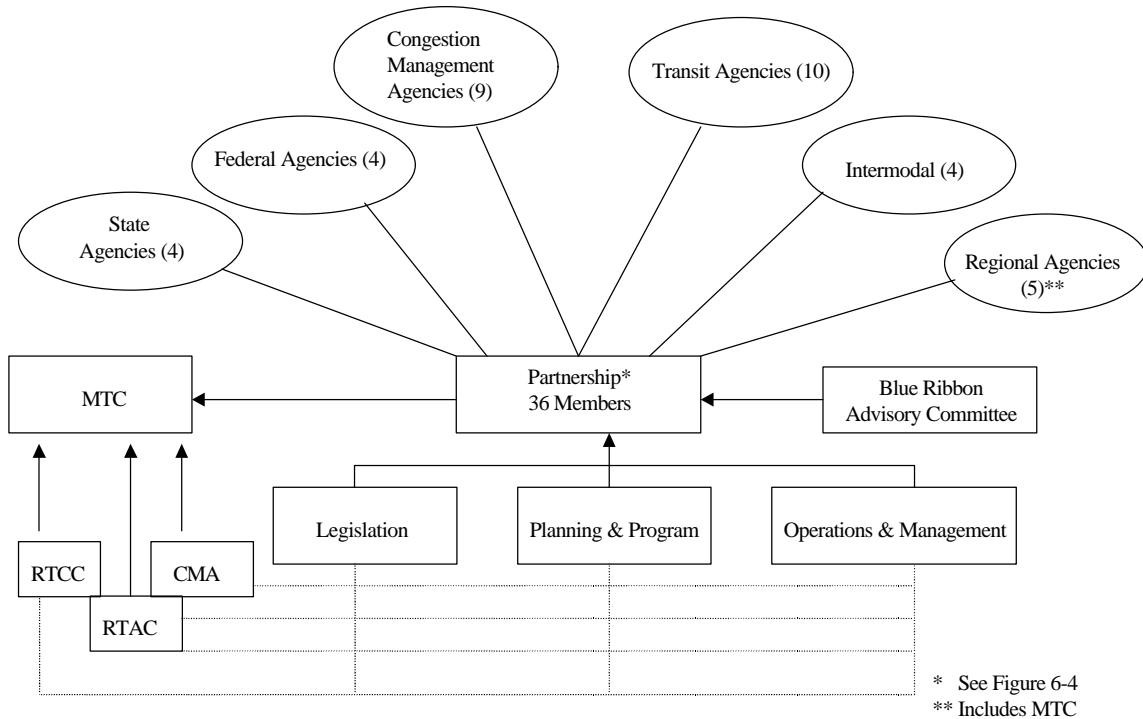 Congestion
Management
Agencies (9)
Transit Agencies (10)
Federal Agencies (4)
Intermodal (4)
State
Agencies (4)
Regional Agencies
(5)**
MTC
Partnership*
36 Members
Blue Ribbon
Advisory Committee
Legislation
Planning & Program
Operations & Management
RTCC
CMA
RTAC
* See Figure 6-4
** Includes MTC